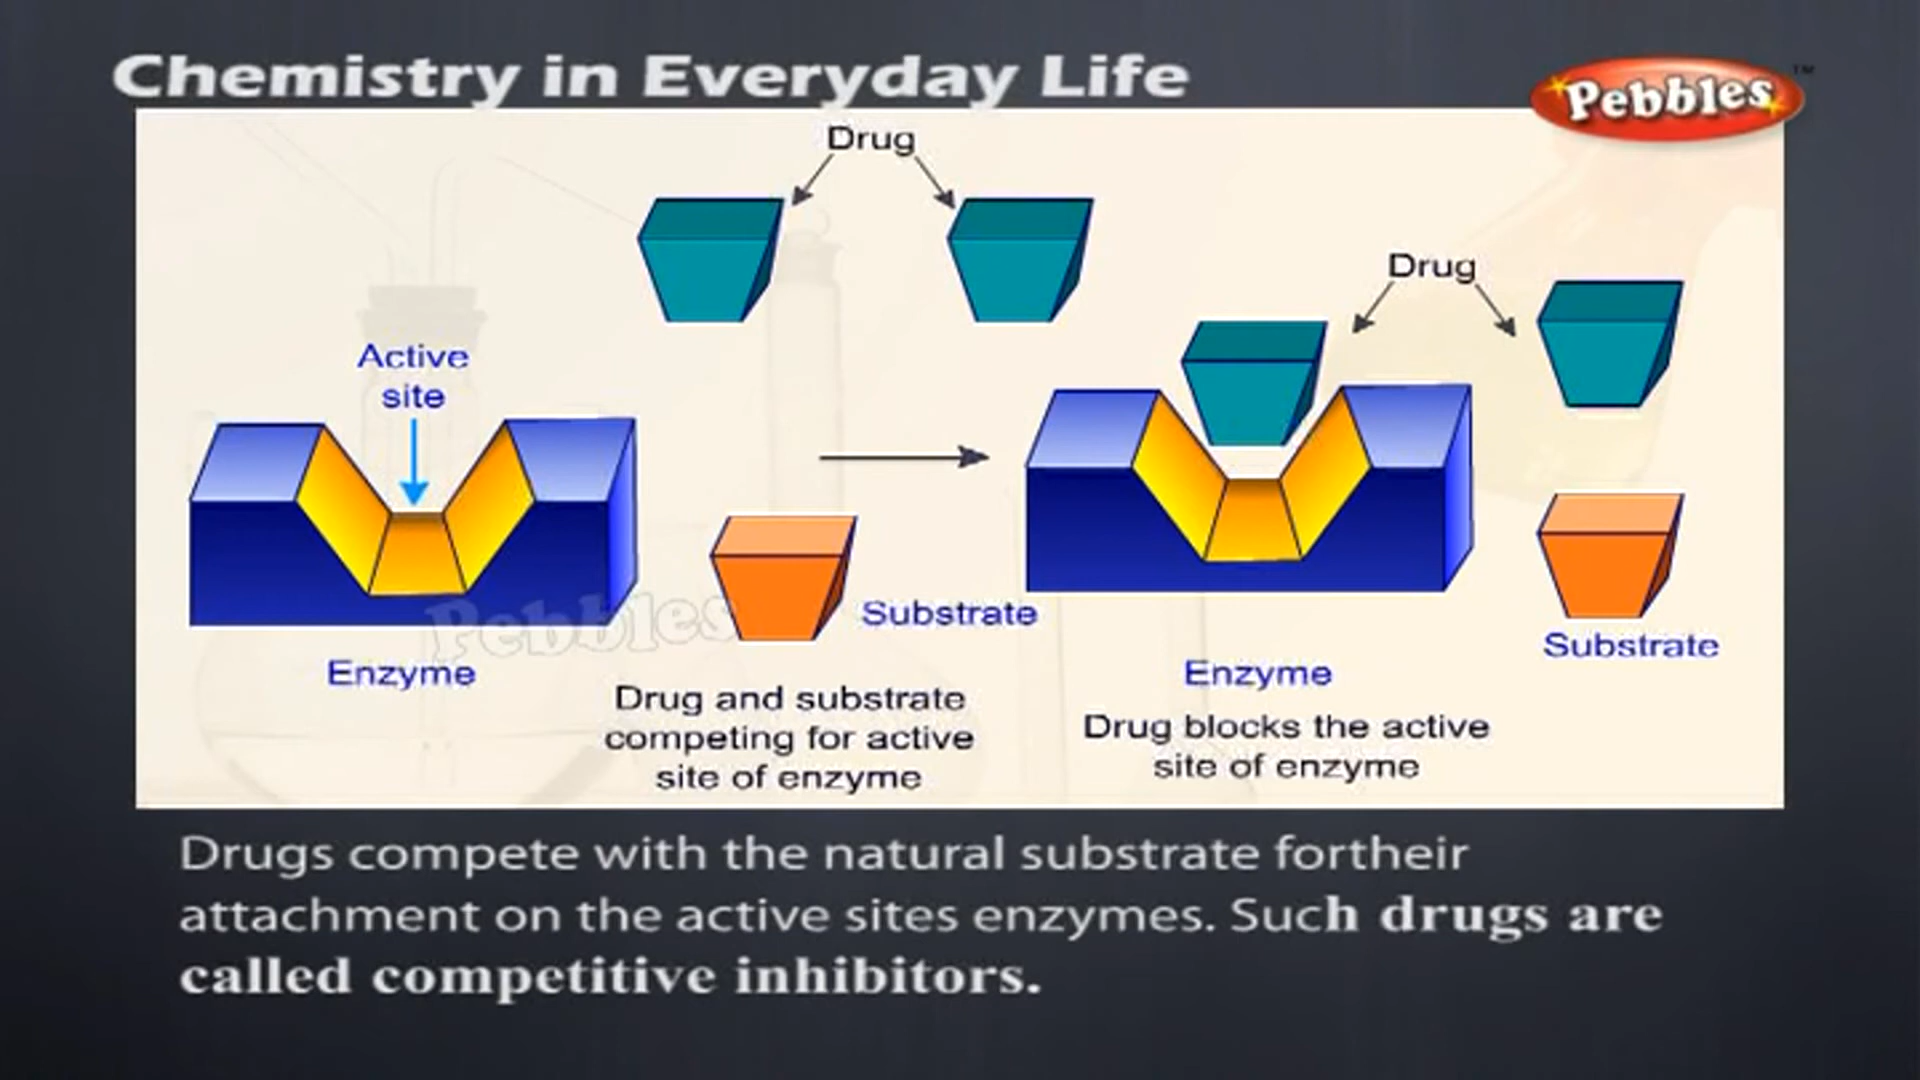 Chemistry in Everyday Life
Pebbles™
Drug
Drug
Active
site
Pebbles
Substrate
Substrate
Enzyme
Enzyme
Drug and substrate
competing for active
site of enzyme
Drug blocks the active
site of enzyme
Drugs compete with the natural substrate fortheir
attachment on the active sites enzymes. Such drugs are
called competitive inhibitors.